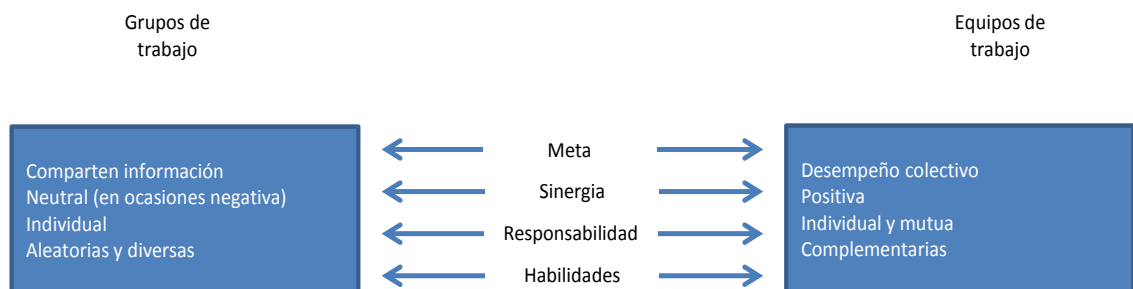 Grupos de
trabajo
Equipos de
trabajo
Comparten información
Neutral (en ocasiones negativa)
Individual
Aleatorias y diversas
Meta
Sinergia
Responsabilidad
Habilidades
Desempeño colectivo
Positiva
Individual y mutua
Complementarias